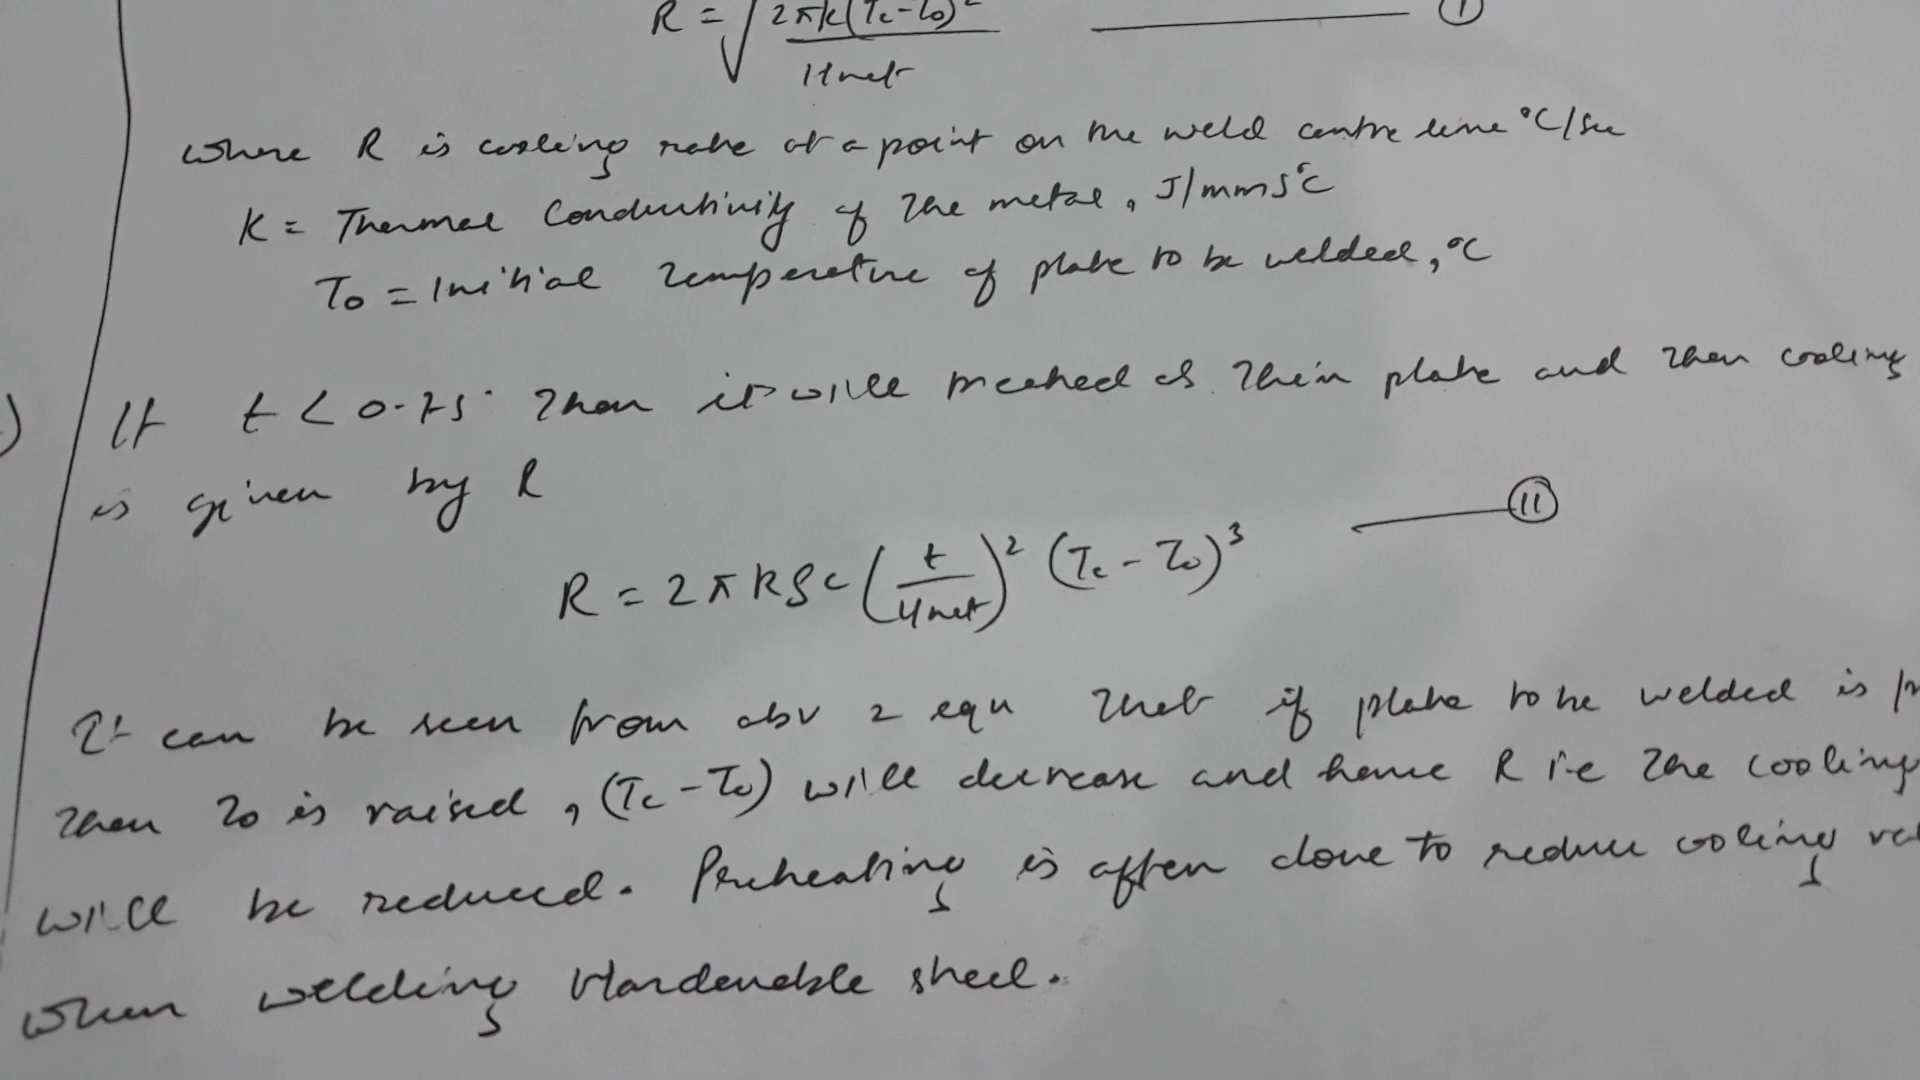 R = √ 2πk(Tc-To)²
Hnet
①
where R is cooling rate at a point on the weld centre line °C/sec
K = Thermal Conductivity of the metal, J/mms°C
To = Initial temperature of plate to be welded, °C
) If t < 0.75 then it will treated as thin plate and then cooling
is given by R
R = 2πkρc (t/Hnet)² (Tc - To)³
⑪
It can be seen from abv 2 equ that if plate to be welded is
then To is raised, (Tc - To) will decrease and hence R i.e the cooling
will be reduced. Preheating is often done to reduce cooling
when welding Hardenable steel.